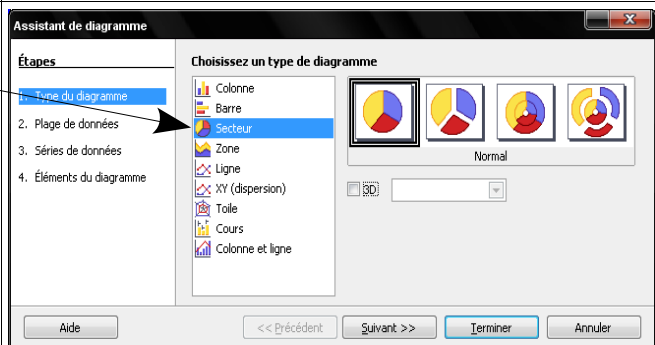 Assistant de diagramme
Étapes
1. Type du diagramme
2. Plage de données
3. Séries de données
4. Éléments du diagramme
Choisissez un type de diagramme
Colonne
Barre
Secteur
Zone
Ligne
XY (dispersion)
Toile
Cours
Colonne et ligne
Normal
3D
Aide
<< Précédent
Suivant >>
Terminer
Annuler